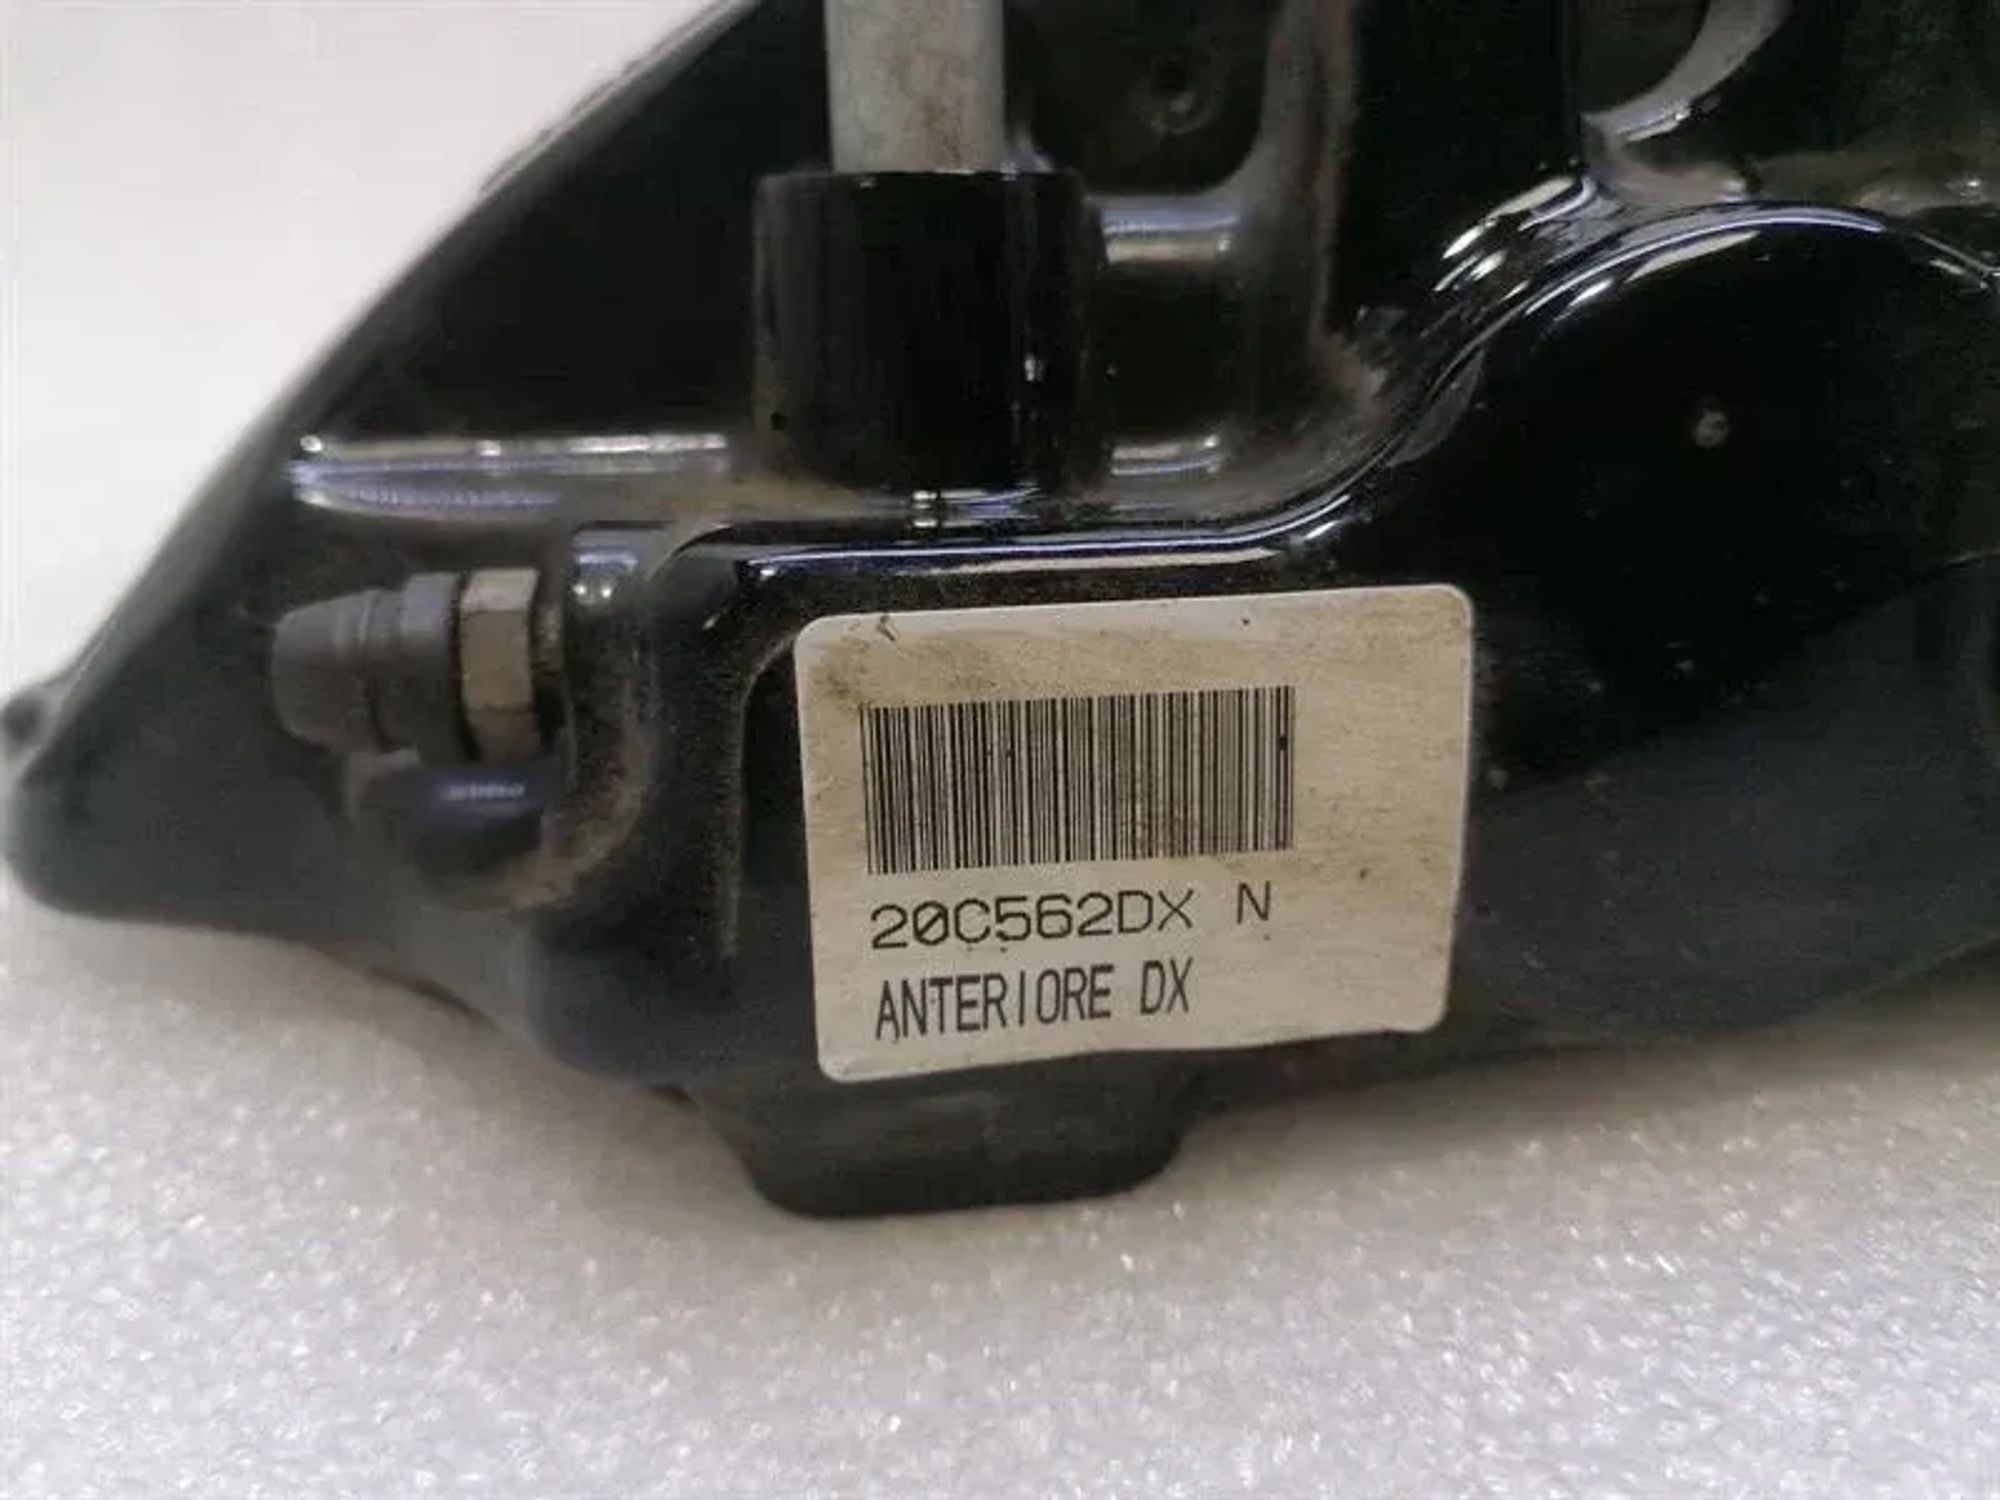 20C562DX N
ANTERIORE DX